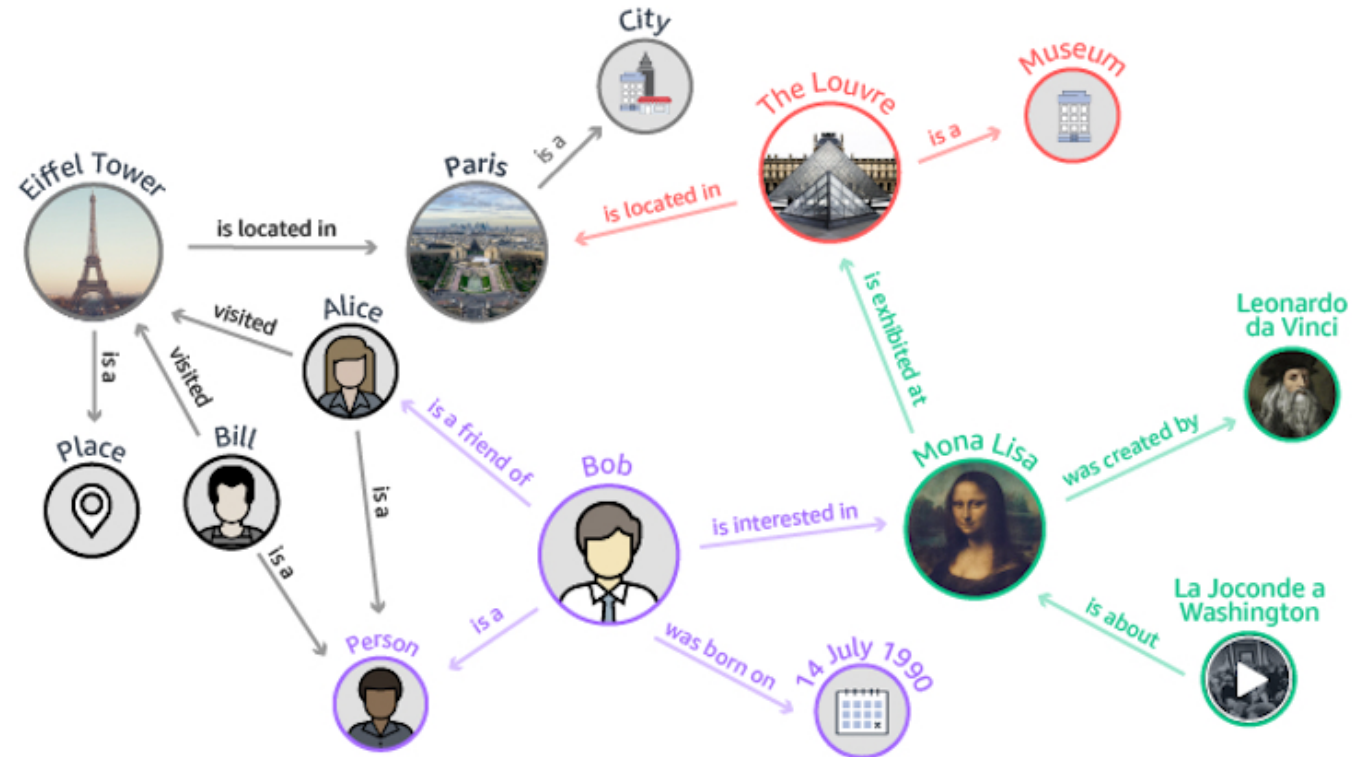 City
Museum
The Louvre
is a
is a
Paris
Eiffel Tower
is located in
is located in
Alice
visited
visited
is a
is exhibited at
Leonardo
da Vinci
Place
Bill
is a friend of
Bob
Mona Lisa
was created by
is a
is interested in
is a
La Joconde a
Washington
is about
is a
Person
was born on
14 July 1990